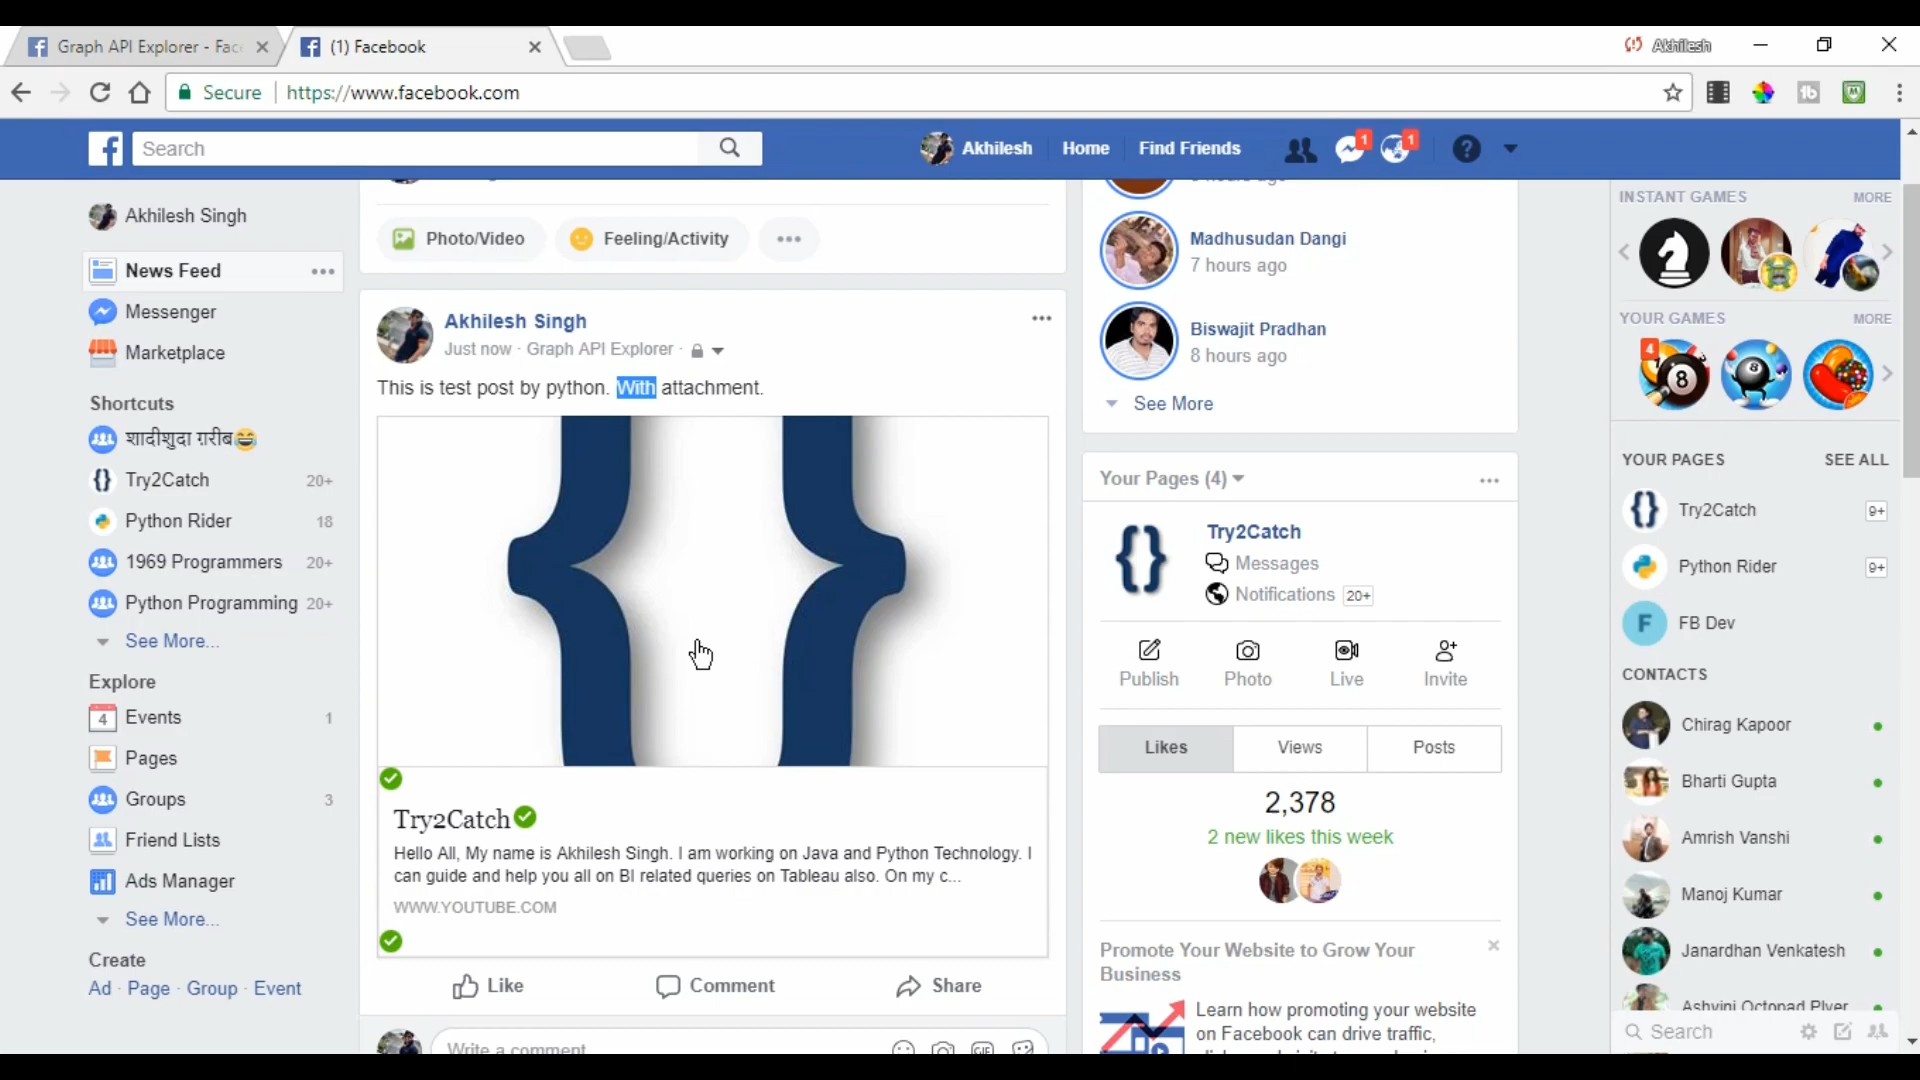 Graph API Explorer - Fac
(1) Facebook
Akhilesh
Secure
https://www.facebook.com
Search
Akhilesh
Home
Find Friends
1
1
Akhilesh Singh
News Feed
Messenger
Marketplace
Shortcuts
शादीशुदा ग़रीब😂
Try2Catch 20+
Python Rider 18
1969 Programmers 20+
Python Programming 20+
See More...
Explore
4 Events 1
Pages
Groups 3
Friend Lists
Ads Manager
See More...
Create
Ad · Page · Group · Event
Photo/Video
Feeling/Activity
Akhilesh Singh
Just now · Graph API Explorer ·
This is test post by python. With attachment.
Try2Catch
Hello All, My name is Akhilesh Singh. I am working on Java and Python Technology. I
can guide and help you all on BI related queries on Tableau also. On my c...
WWW.YOUTUBE.COM
Like
Comment
Share
Write a comment
GIF
Madhusudan Dangi
7 hours ago
Biswajit Pradhan
8 hours ago
See More
Your Pages (4)
Try2Catch
Messages
Notifications 20+
Publish
Photo
Live
Invite
Likes
Views
Posts
2,378
2 new likes this week
Promote Your Website to Grow Your
Business
Learn how promoting your website
on Facebook can drive traffic,
INSTANT GAMES
MORE
YOUR GAMES
MORE
4
8
8
YOUR PAGES
SEE ALL
Try2Catch 9+
Python Rider 9+
F FB Dev
CONTACTS
Chirag Kapoor
Bharti Gupta
Amrish Vanshi
Manoj Kumar
Janardhan Venkatesh
Ashvini Octopad Plyer
Search